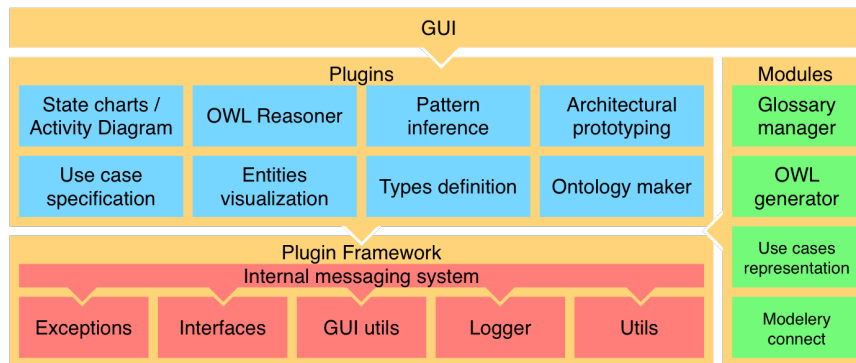 GUI
Plugins
State charts /
Activity Diagram
OWL Reasoner
Pattern
inference
Architectural
prototyping
Use case
specification
Entities
visualization
Types definition
Ontology maker
Modules
Glossary
manager
OWL
generator
Use cases
representation
Modelery
connect
Plugin Framework
Internal messaging system
Exceptions
Interfaces
GUI utils
Logger
Utils